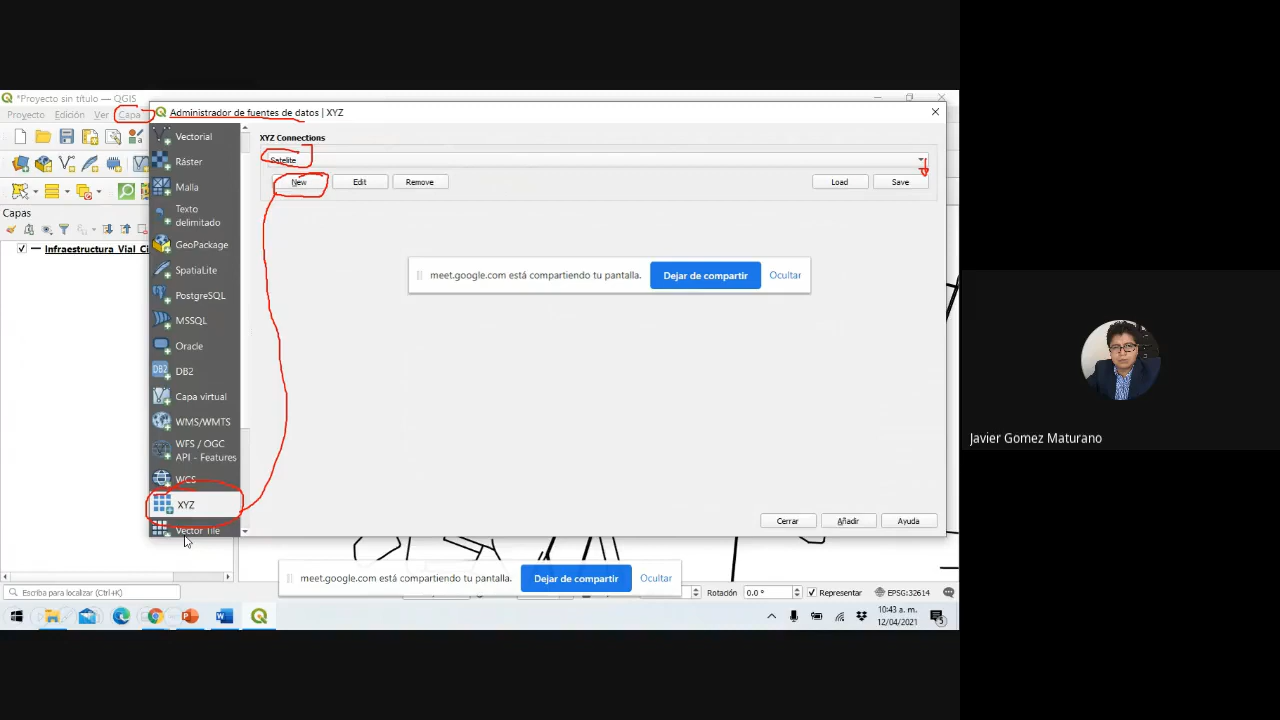 *Proyecto sin título — QGIS
Administrador de fuentes de datos | XYZ
Proyecto Edición Ver Capa
XYZ Connections
Satelite
New Edit Remove Load Save
Vectorial
Ráster
Malla
Texto
delimitado
GeoPackage
SpatiaLite
PostgreSQL
MSSQL
Oracle
DB2
DB2
Capa virtual
WMS/WMTS
WFS / OGC
API - Features
WCS
XYZ
Vector Tile
Capas
Infraestructura Vial Ci
meet.google.com está compartiendo tu pantalla. Dejar de compartir Ocultar
Cerrar Añadir Ayuda
meet.google.com está compartiendo tu pantalla. Dejar de compartir Ocultar
Escriba para localizar (Ctrl+K)
Rotación 0.0 ° Representar EPSG:32614
10:43 a. m.
12/04/2021
5
Javier Gomez Maturano